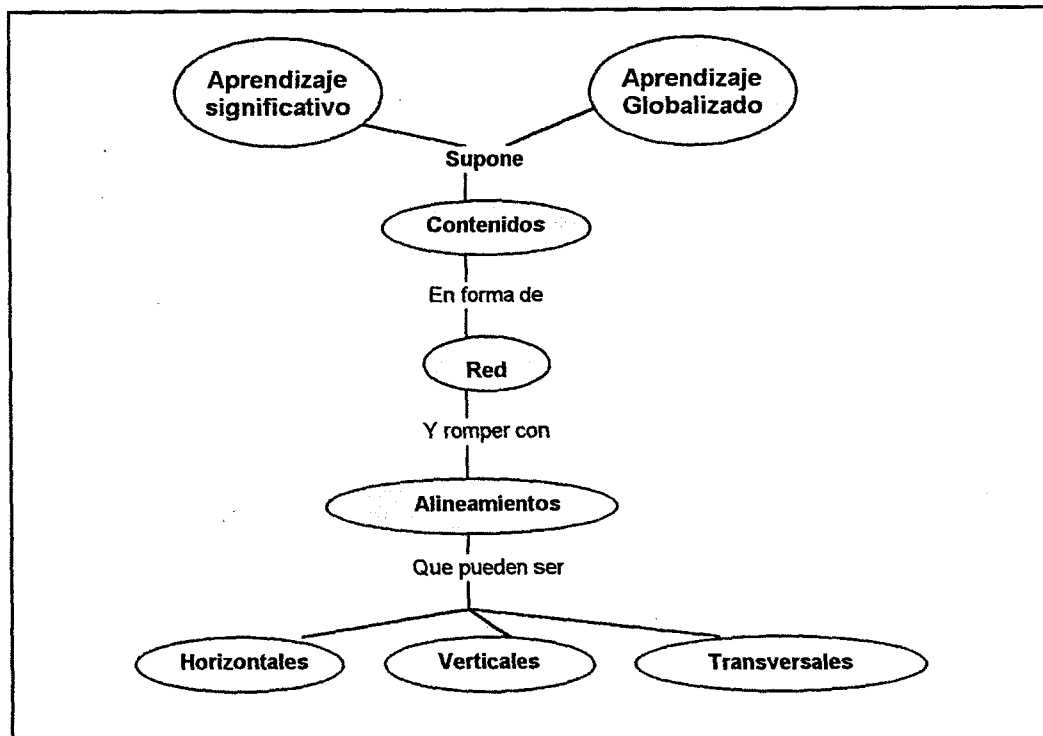 Aprendizaje
significativo
Aprendizaje
Globalizado
Supone
Contenidos
En forma de
Red
Y romper con
Alineamientos
Que pueden ser
Horizontales
Verticales
Transversales